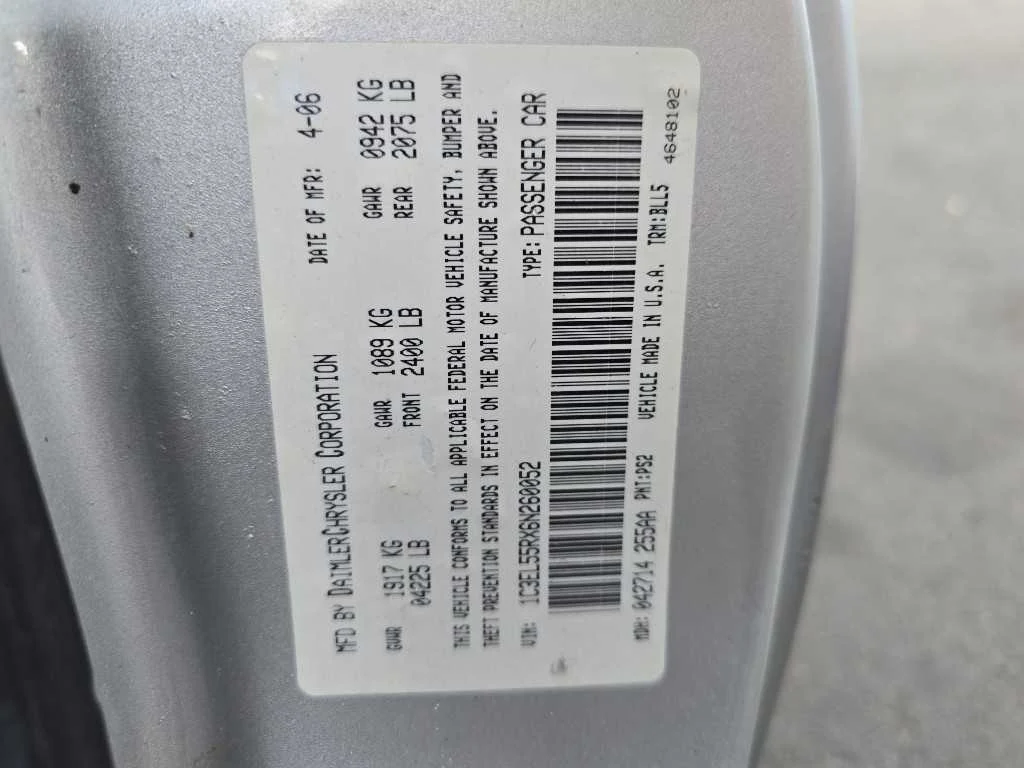 MFD BY DAIMLERCHRYSLER CORPORATION DATE OF MFR: 4-06
GVWR 1917 KG GAWR 1089 KG GAWR 0942 KG
04225 LB FRONT 2400 LB REAR 2075 LB
THIS VEHICLE CONFORMS TO ALL APPLICABLE FEDERAL MOTOR VEHICLE SAFETY, BUMPER AND
THEFT PREVENTION STANDARDS IN EFFECT ON THE DATE OF MANUFACTURE SHOWN ABOVE.
VIN: 1C3EL55RX6N260052 TYPE: PASSENGER CAR
MDH: 042714 255AA PNT:PS2 VEHICLE MADE IN U.S.A. TRM:BLL5
4648102